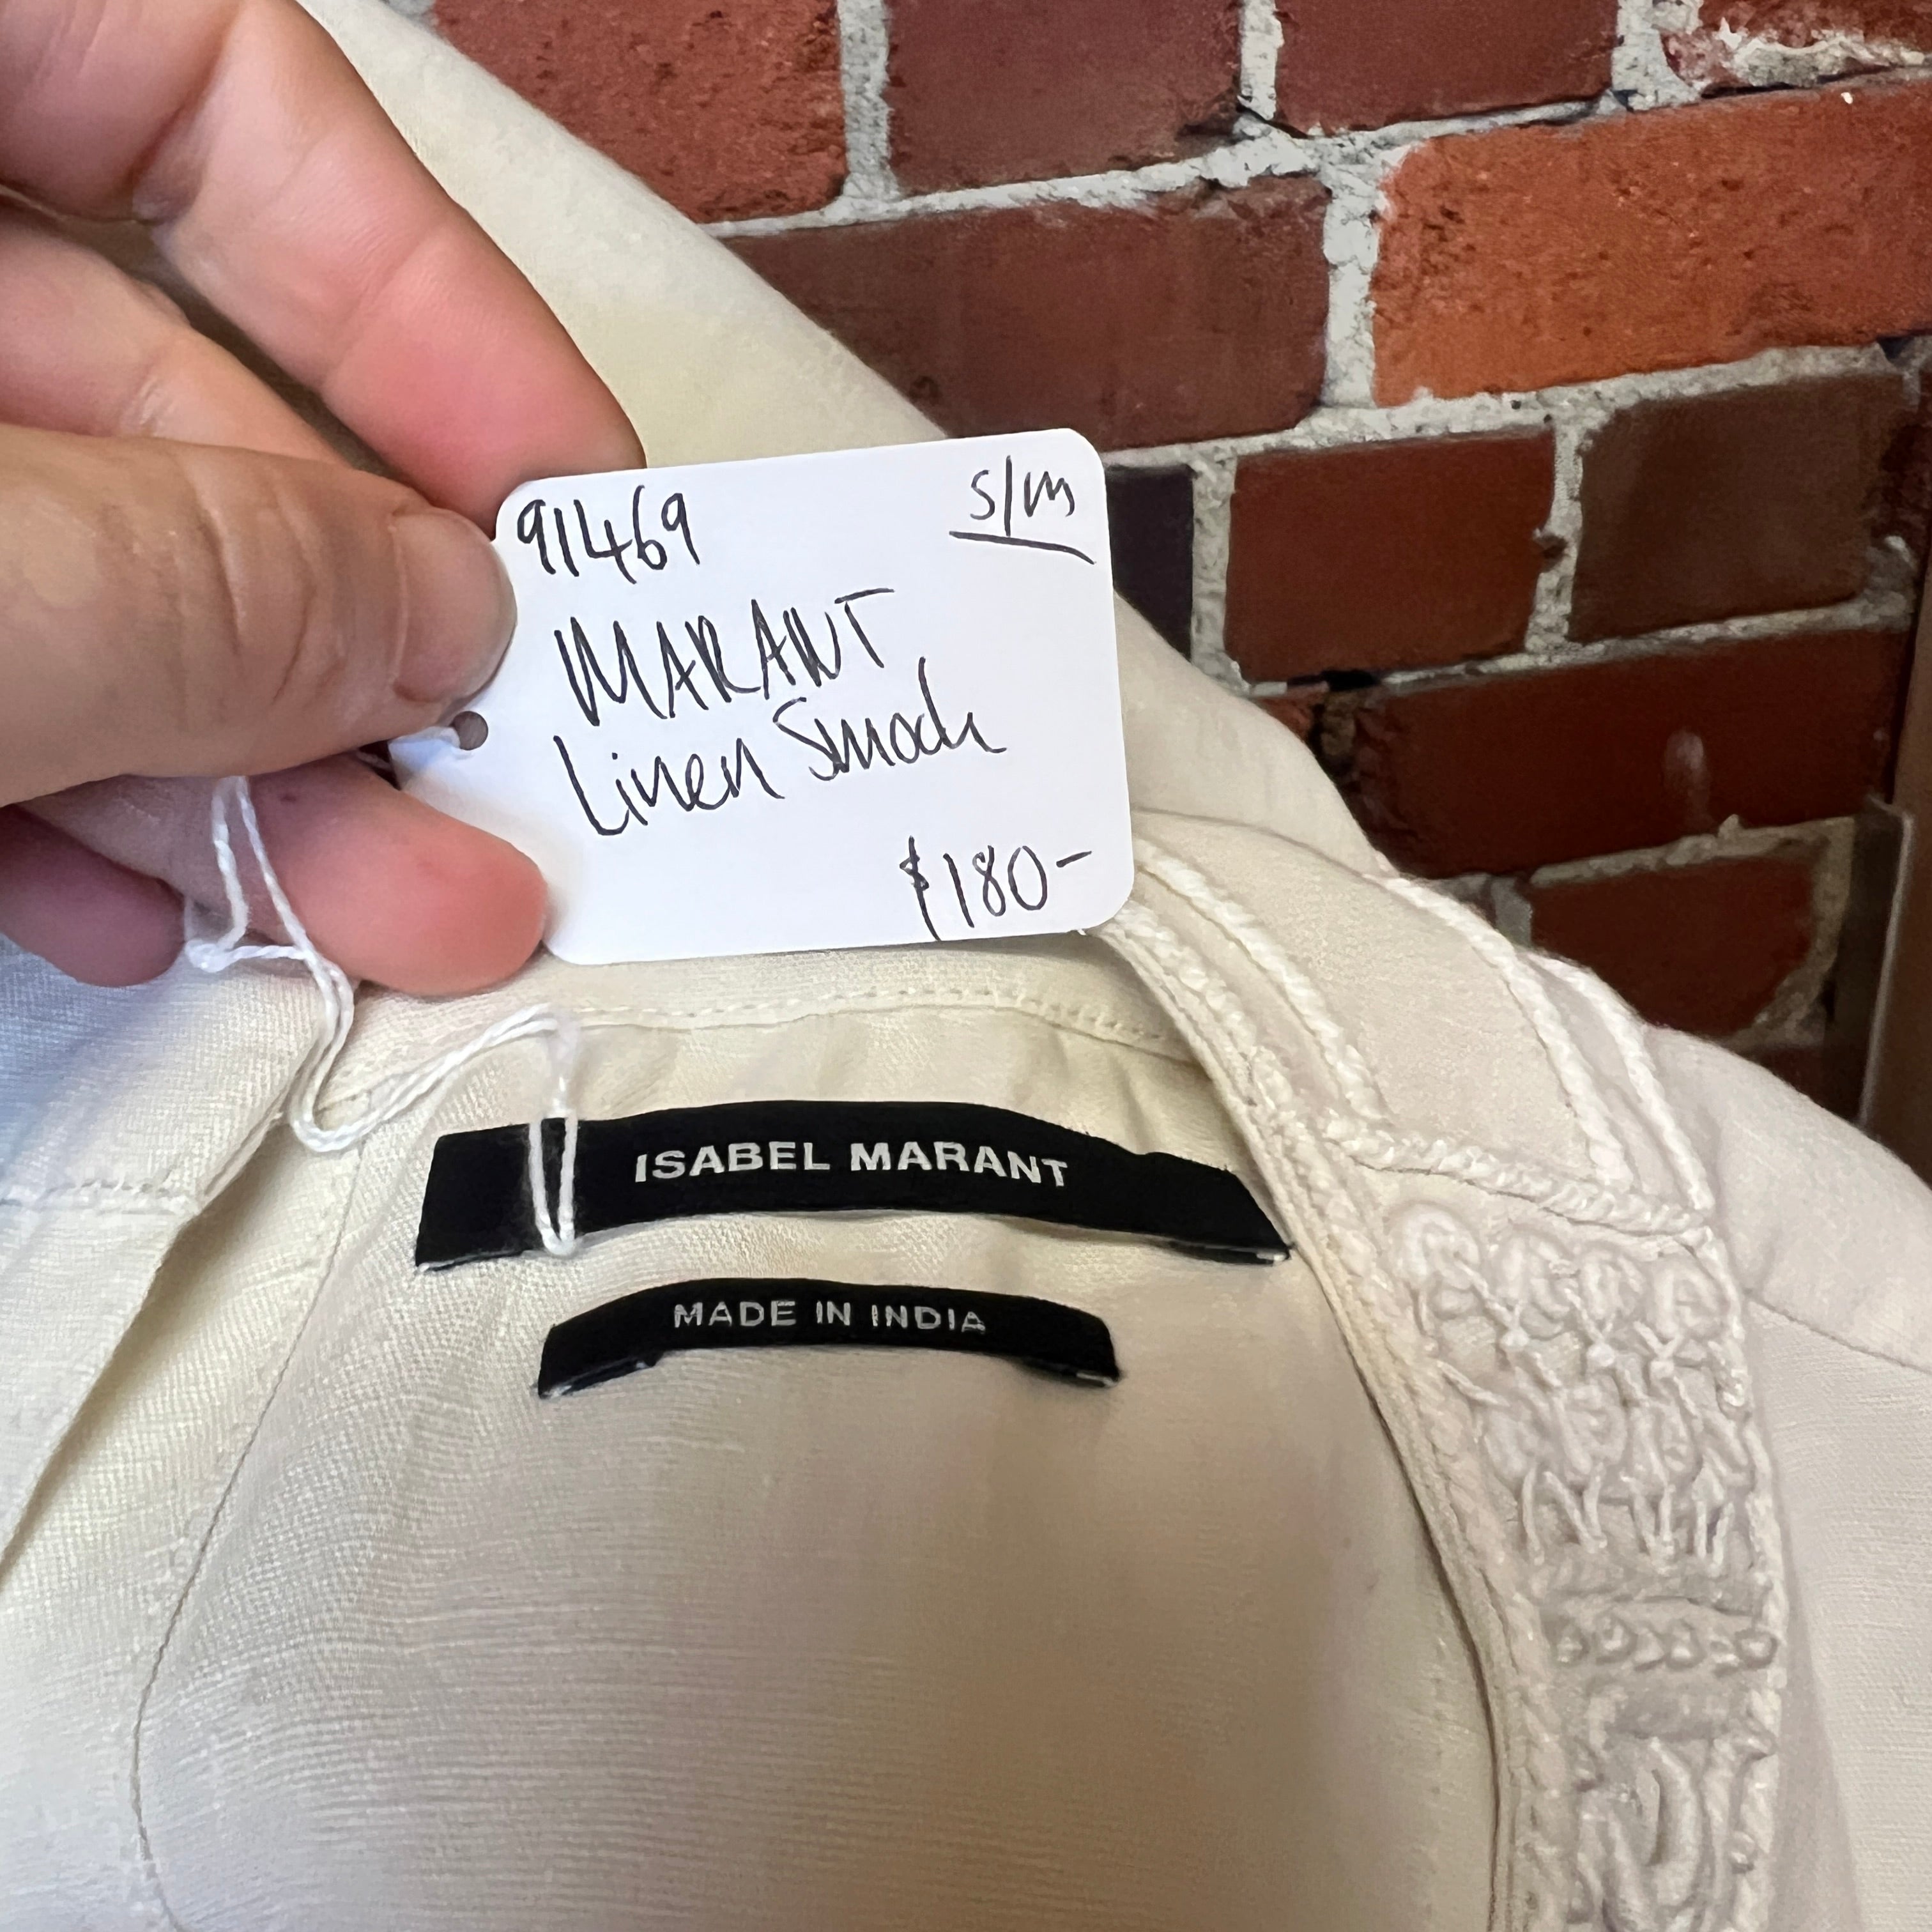 91469 S/M
MARANT
Linen Smock
$180-
ISABEL MARANT
MADE IN INDIA